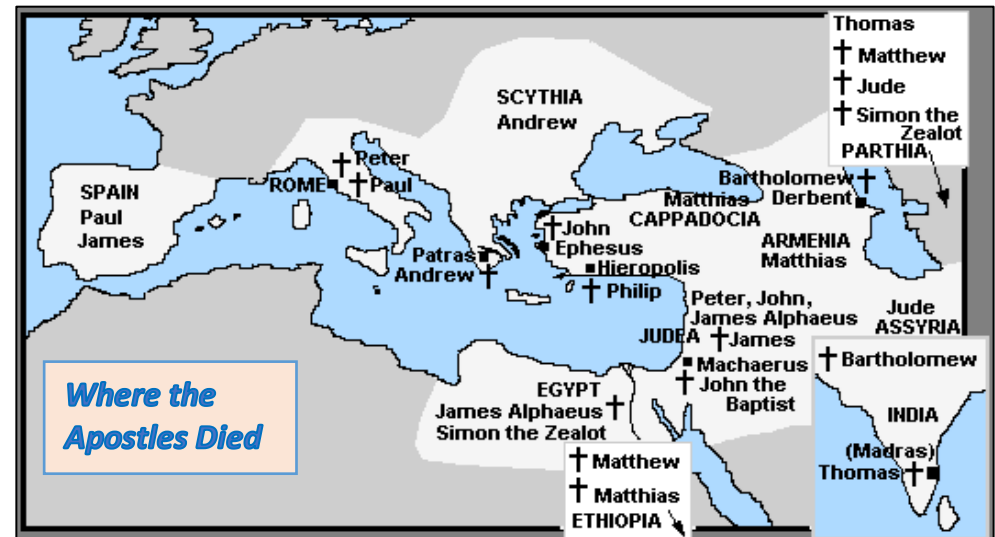 Thomas
✝ Matthew
✝ Jude
✝ Simon the
Zealot
PARTHIA
SCYTHIA
Andrew
✝ Peter
ROME ✝ Paul
SPAIN
Paul
James
Bartholomew ✝
Matthias Derbent
CAPPADOCIA
✝ John
Ephesus
ARMENIA
Matthias
Patras
Andrew ✝
Hieropolis
✝ Philip
Peter, John,
James Alphaeus
JUDEA ✝ James
Machaerus
✝ John the
Baptist
Jude
ASSYRIA
Where the
Apostles Died
EGYPT
James Alphaeus ✝
Simon the Zealot
✝ Matthew
✝ Matthias
ETHIOPIA
✝ Bartholomew
INDIA
(Madras)
Thomas ✝